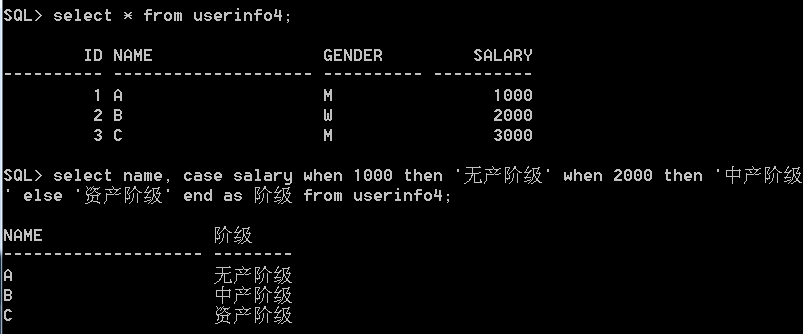 SQL> select * from userinfo4;
        ID NAME                 GENDER         SALARY
---------- -------------------- ---------- ----------
         1 A                    M                1000
         2 B                    W                2000
         3 C                    M                3000
SQL> select name, case salary when 1000 then '无产阶级' when 2000 then '中产阶级
' else '资产阶级' end as 阶级 from userinfo4;
NAME                 阶级
-------------------- --------
A                    无产阶级
B                    中产阶级
C                    资产阶级